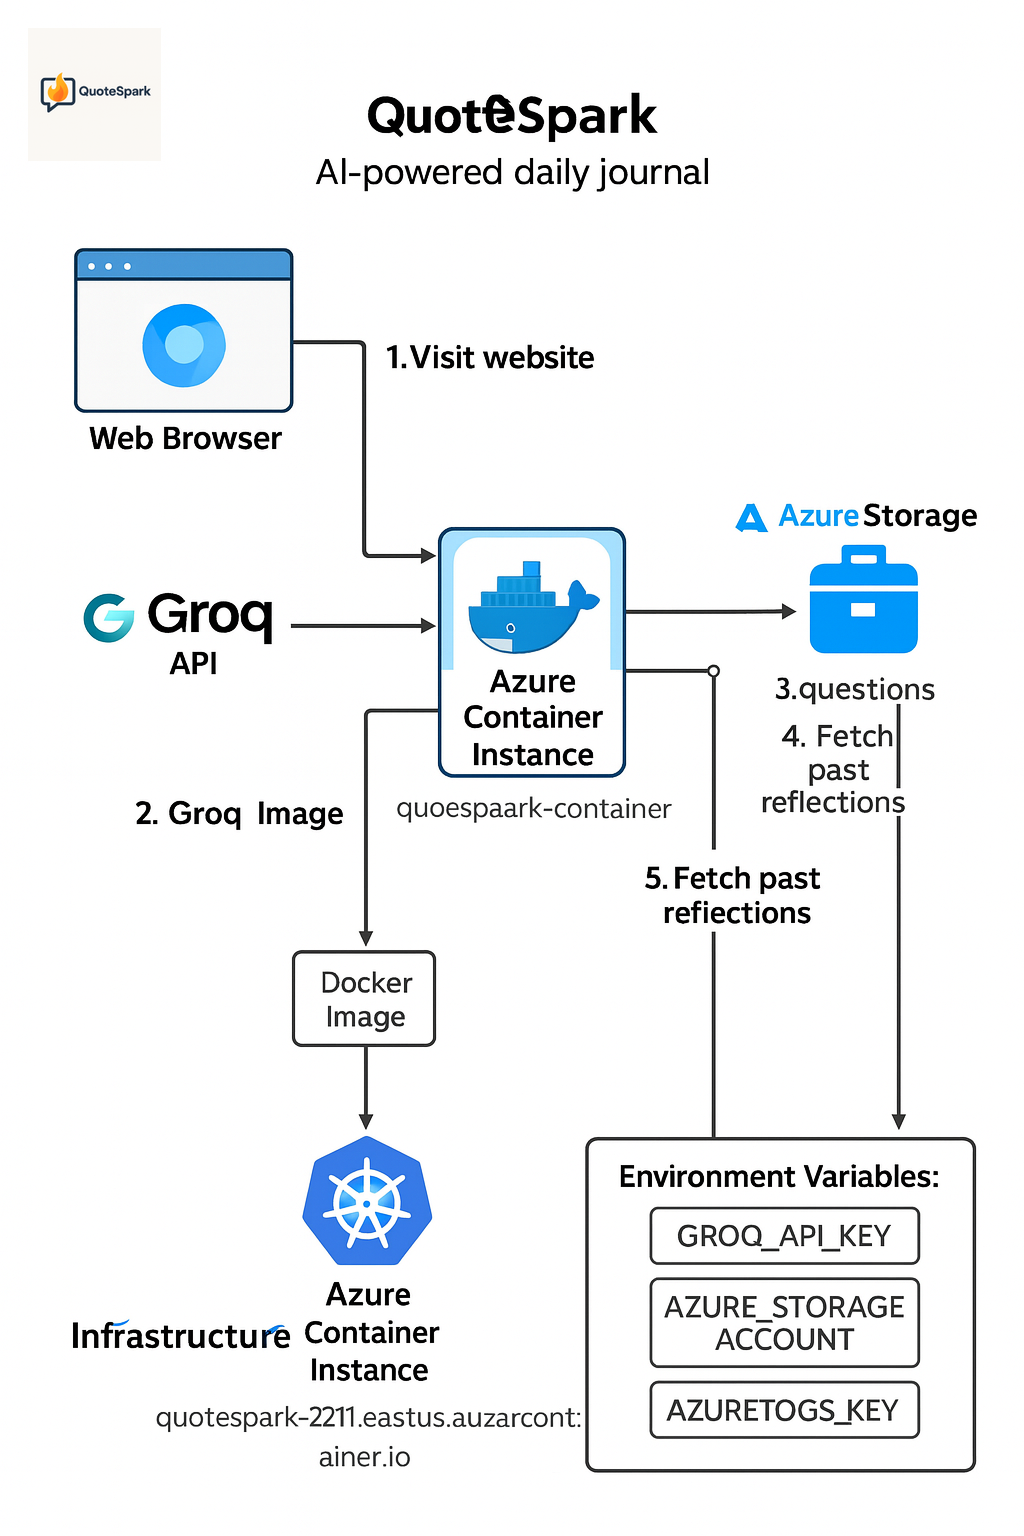 QuoteSpark
QuoteSpark
AI-powered daily journal
1.Visit website
Web Browser
Azure Storage
Groq
API
Azure
Container
Instance
3.questions
4. Fetch
past
reflections
2. Groq Image
quoespaark-container
5. Fetch past
refiections
Docker
Image
Environment Variables:
GROQ_API_KEY
AZURE_STORAGE
ACCOUNT
AZURETOGS_KEY
Infrastructure
Azure
Container
Instance
quotespark-2211.eastus.auzarcont:
ainer.io